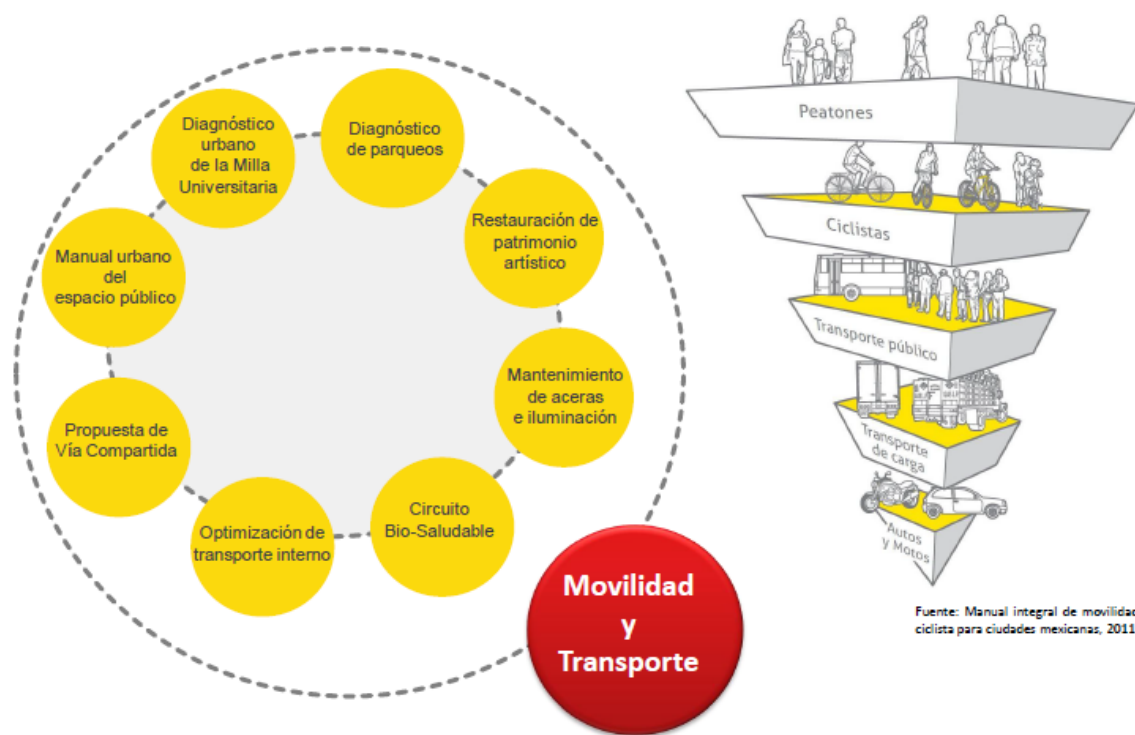 Diagnóstico
urbano
de la Milla
Universitaria
Diagnóstico
de parqueos
Restauración de
patrimonio
artístico
Manual urbano
del
espacio público
Mantenimiento
de aceras
e iluminación
Propuesta de
Vía Compartida
Optimización de
transporte interno
Circuito
Bio-Saludable
Movilidad
y
Transporte
Peatones
Ciclistas
Transporte público
Transporte
de carga
Autos
y Motos
Fuente: Manual integral de movilidad
ciclista para ciudades mexicanas, 2011